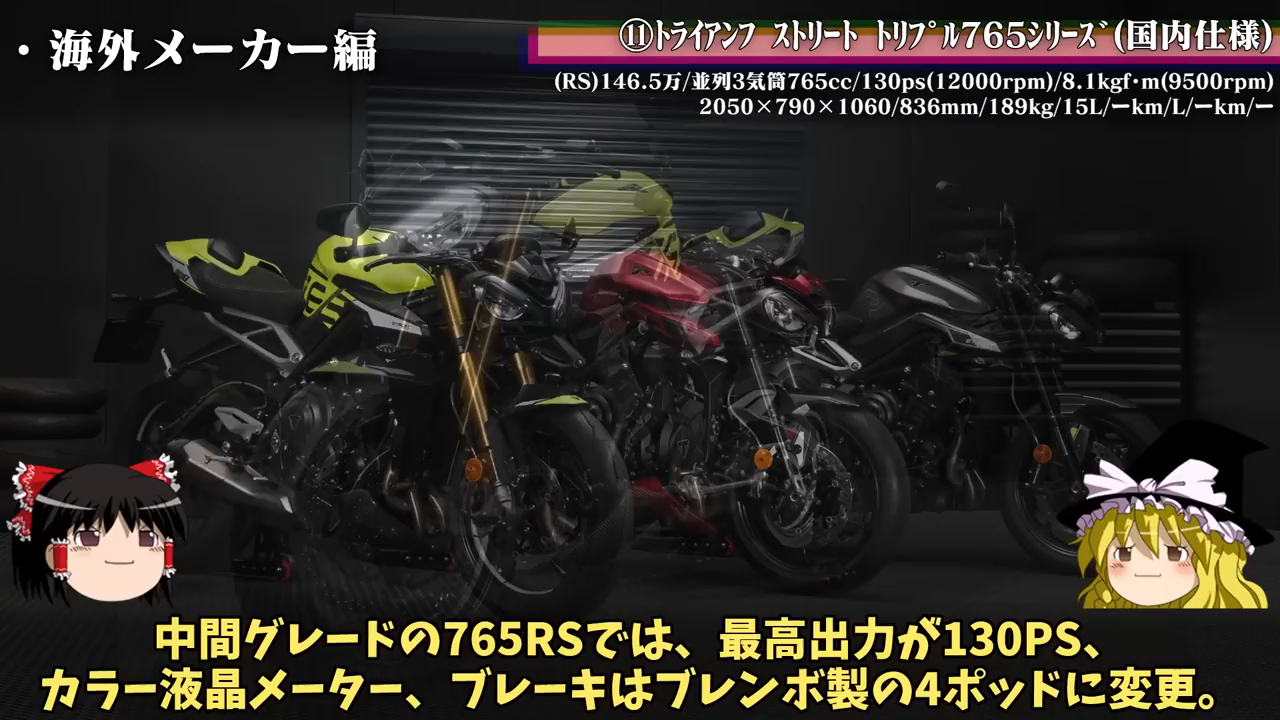 ・海外メーカー編
⑪ﾄﾗｲｱﾝﾌ ｽﾄﾘｰﾄ ﾄﾘﾌﾟﾙ765ｼﾘｰｽﾞ(国内仕様)
(RS)146.5万/並列3気筒765cc/130ps(12000rpm)/8.1kgf･m(9500rpm)
2050×790×1060/836mm/189kg/15L/ーkm/L/ーkm/ー
中間グレードの765RSでは、最高出力が130PS、
カラー液晶メーター、ブレーキはブレンボ製の4ポッドに変更。